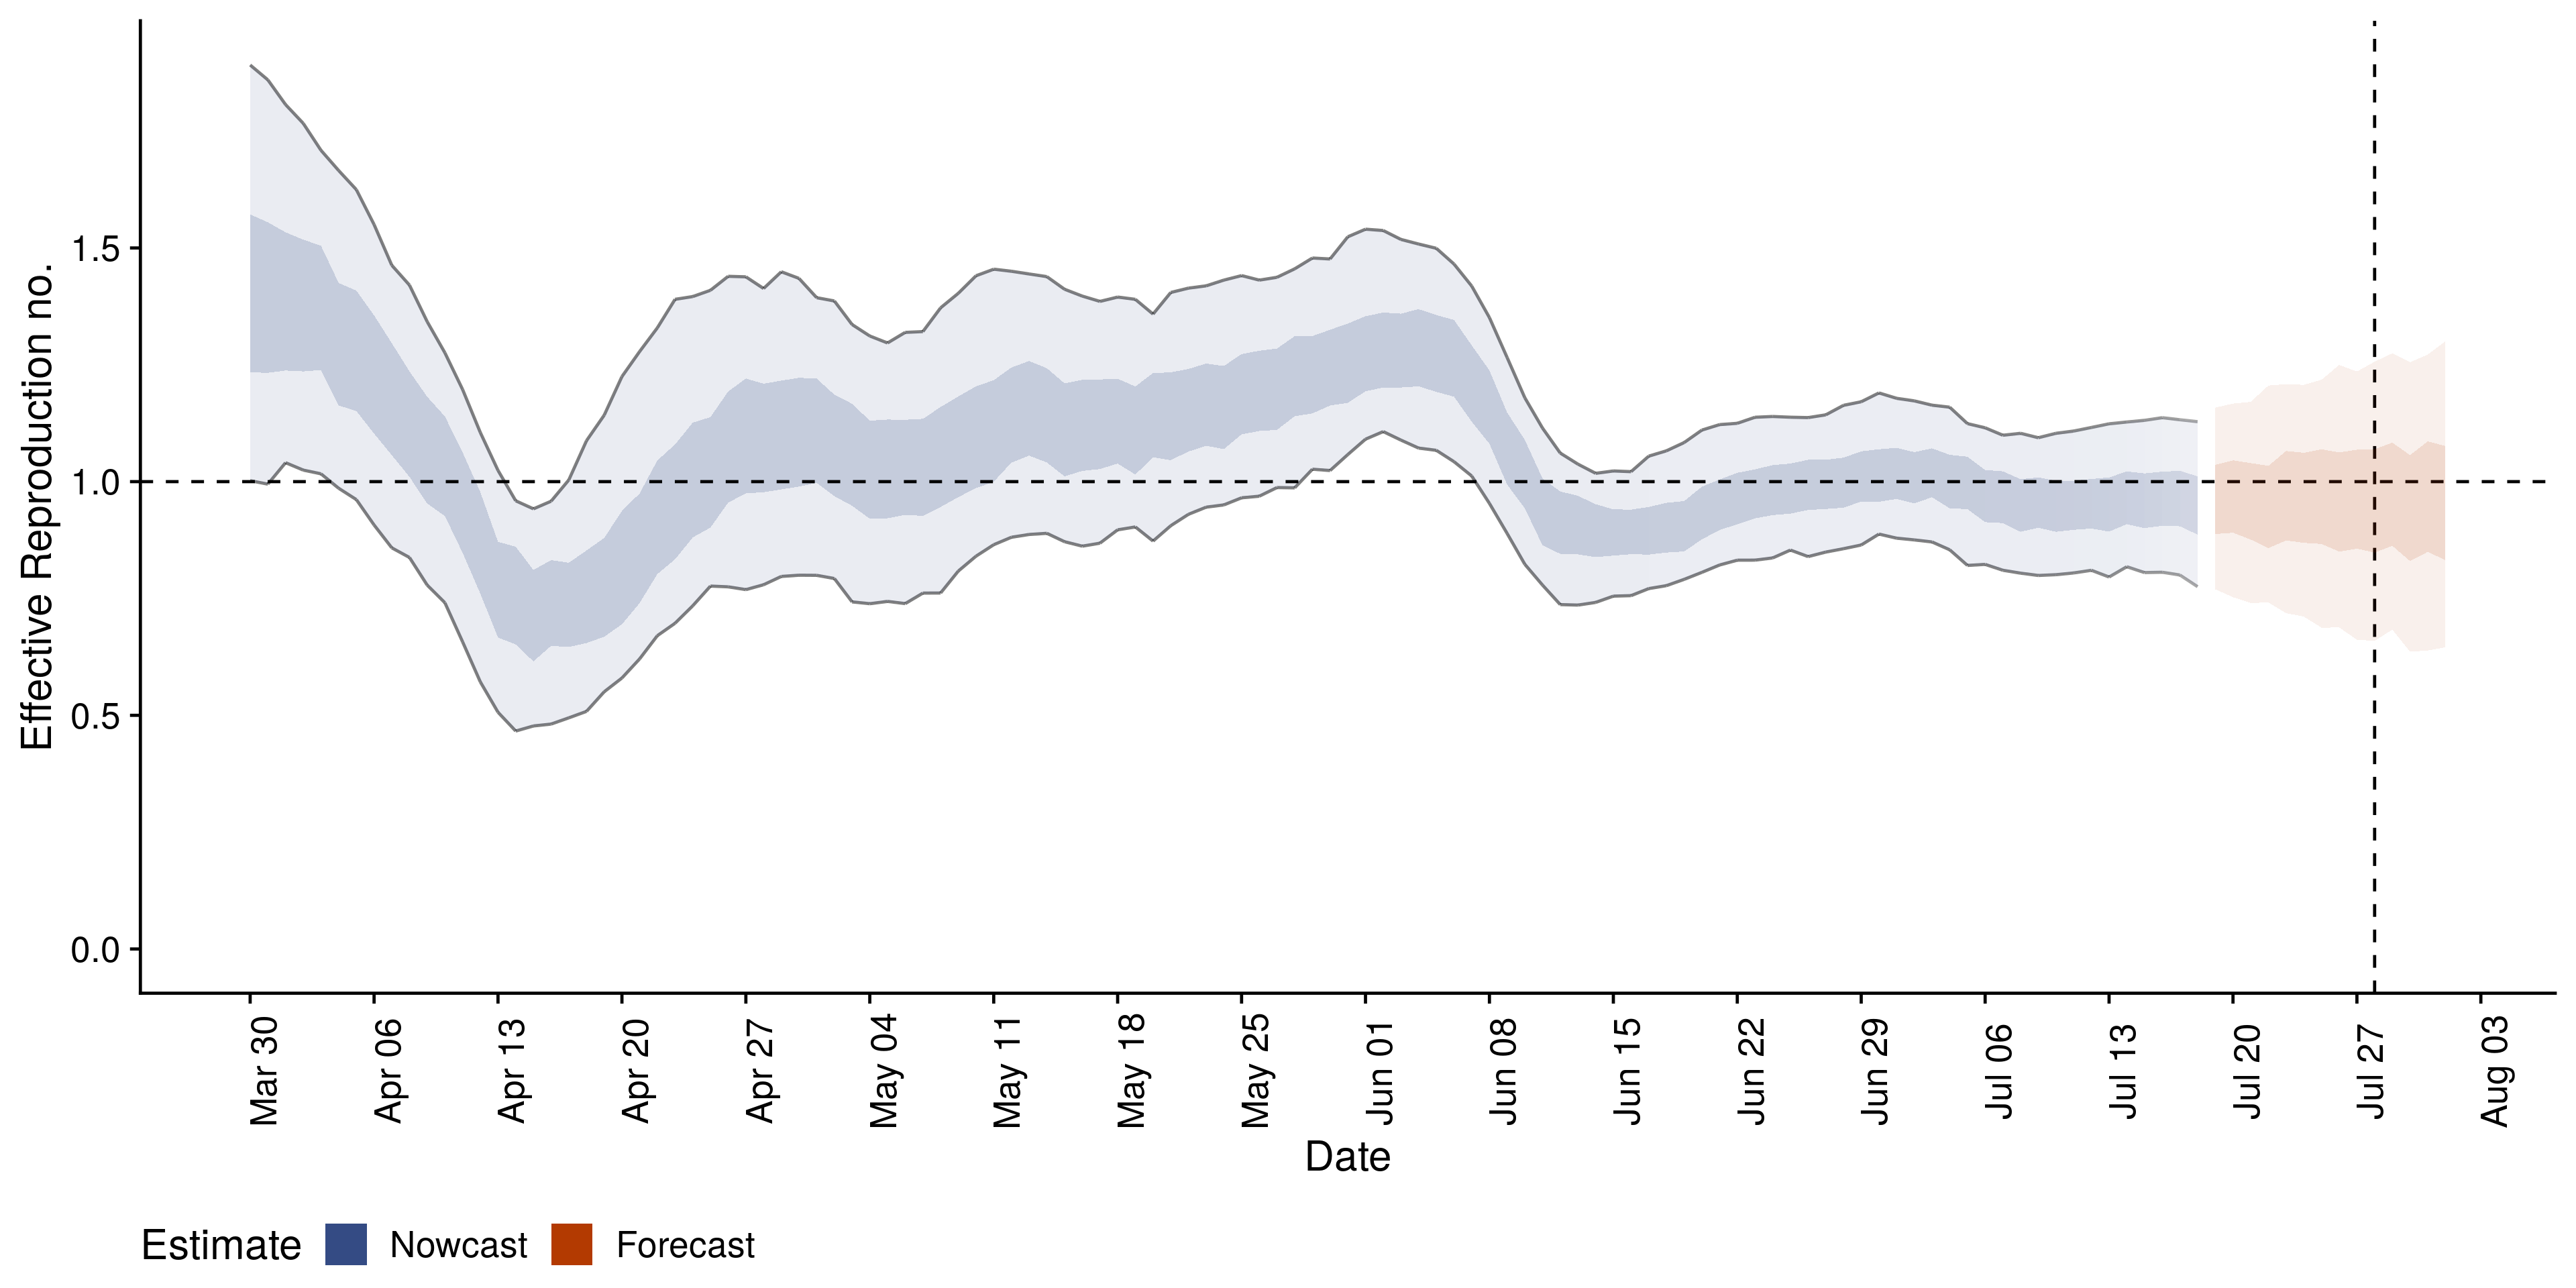 Effective Reproduction no.
1.5
1.0
0.5
0.0
Mar 30
Apr 06
Apr 13
Apr 20
Apr 27
May 04
May 11
May 18
May 25
Jun 01
Jun 08
Jun 15
Jun 22
Jun 29
Jul 06
Jul 13
Jul 20
Jul 27
Aug 03
Date
Estimate Nowcast Forecast